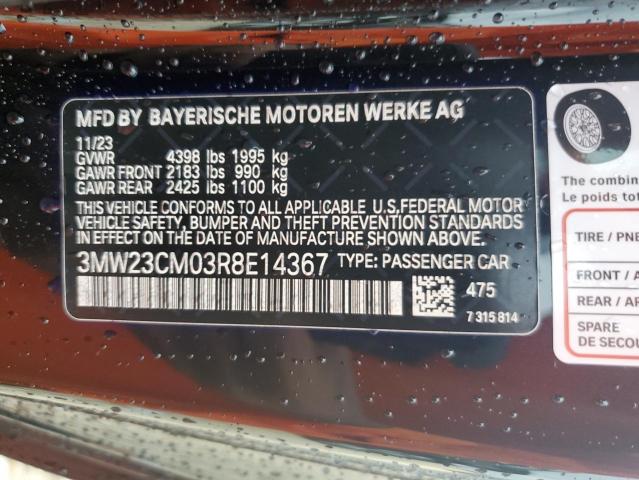 MFD BY BAYERISCHE MOTOREN WERKE AG
11/23
GVWR 4398 lbs 1995 kg
GAWR FRONT 2183 lbs 990 kg
GAWR REAR 2425 lbs 1100 kg
THIS VEHICLE CONFORMS TO ALL APPLICABLE U.S. FEDERAL MOTOR
VEHICLE SAFETY, BUMPER AND THEFT PREVENTION STANDARDS
IN EFFECT ON THE DATE OF MANUFACTURE SHOWN ABOVE.
3MW23CM03R8E14367 TYPE: PASSENGER CAR
475
7 315 814
The combin
Le poids tot
TIRE / PNE
FRONT / A
REAR / AR
SPARE
DE SECOU